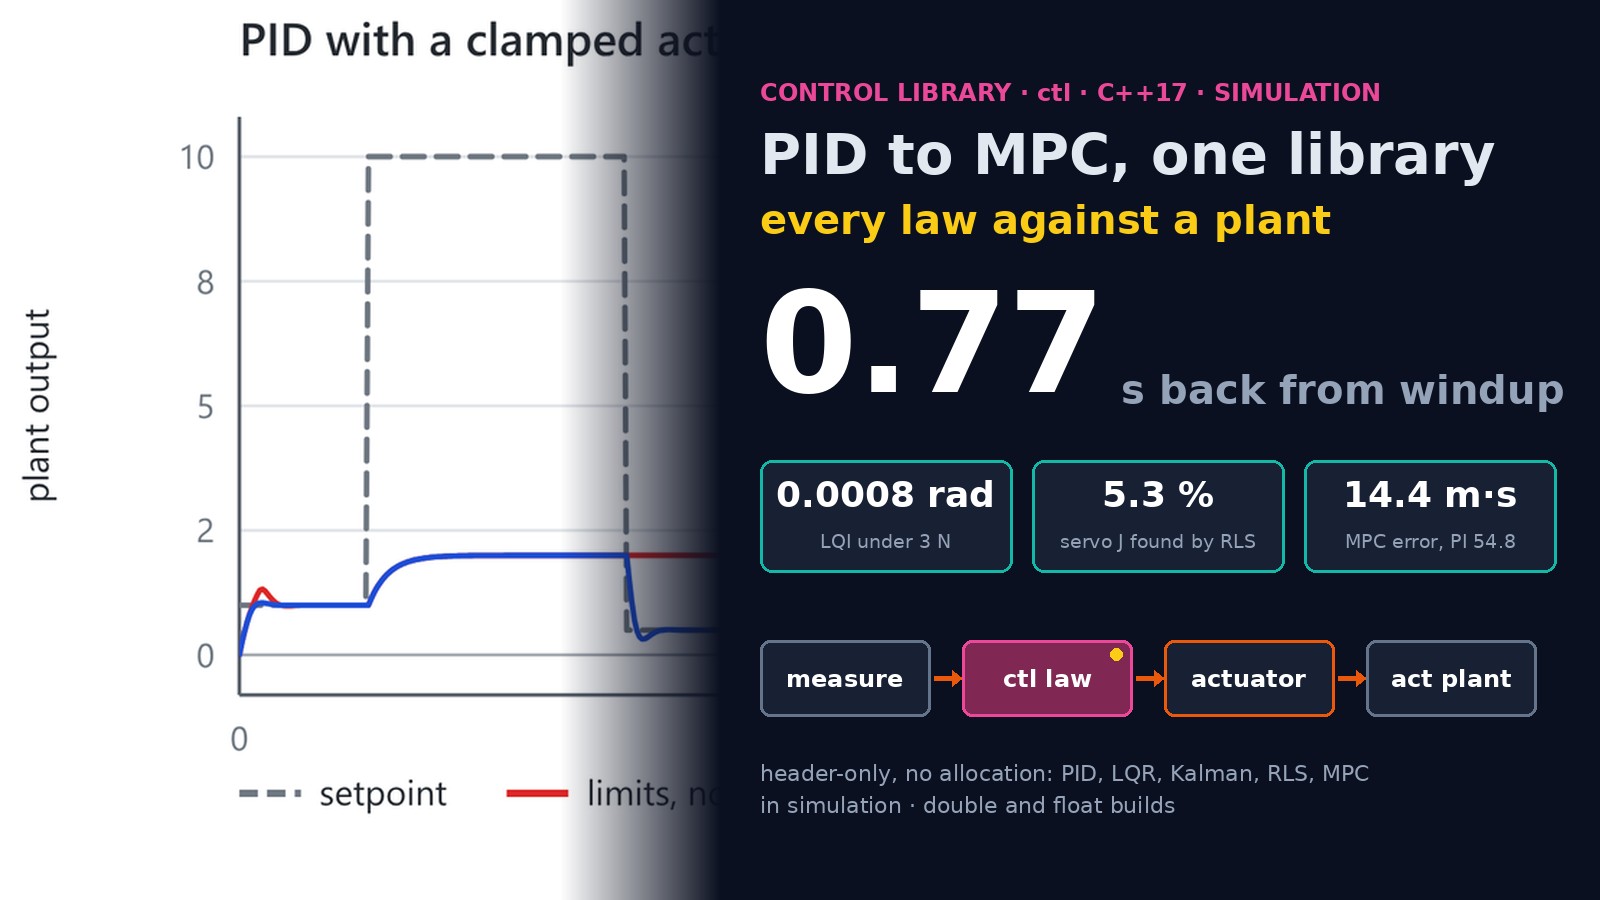 PID with a clamped act
10
8
5
2
0
plant output
0
setpoint
limits, no
CONTROL LIBRARY · ctl · C++17 · SIMULATION
PID to MPC, one library
every law against a plant
0.77 s back from windup
0.0008 rad
LQI under 3 N
5.3 %
servo J found by RLS
14.4 m·s
MPC error, PI 54.8
measure
ctl law
actuator
act plant
header-only, no allocation: PID, LQR, Kalman, RLS, MPC
in simulation · double and float builds